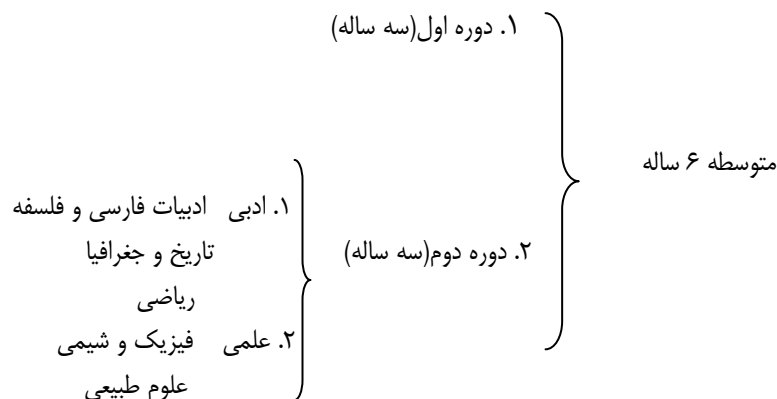 ۱. دوره اول(سه ساله)
متوسطه ۶ ساله
۱. ادبی ادبیات فارسی و فلسفه
۲. دوره دوم(سه ساله)
تاریخ و جغرافیا
ریاضی
۲. علمی فیزیک و شیمی
علوم طبیعی